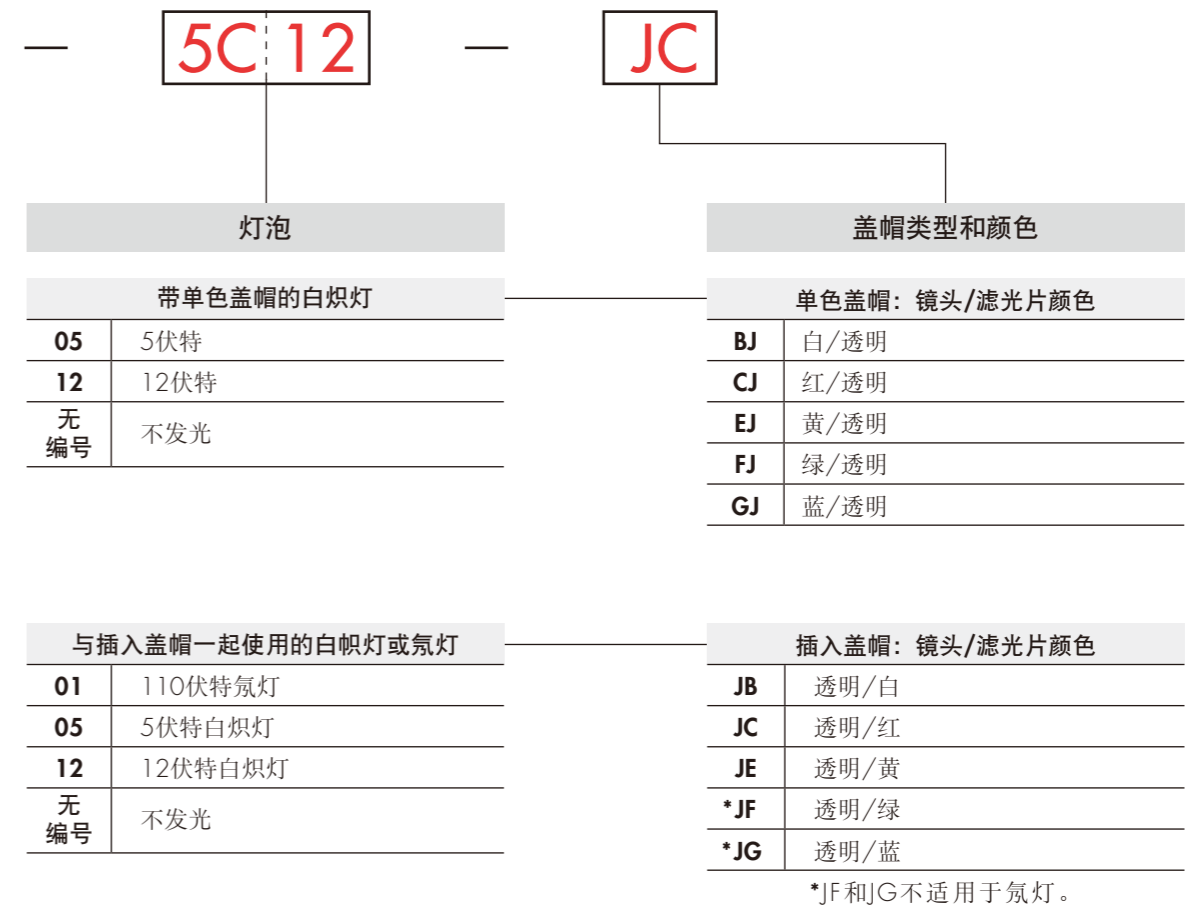 — 5C 12 — JC
灯泡
盖帽类型和颜色
带单色盖帽的白炽灯
05 5伏特
12 12伏特
无
编号
不发光
单色盖帽：镜头/滤光片颜色
BJ 白/透明
CJ 红/透明
EJ 黄/透明
FJ 绿/透明
GJ 蓝/透明
与插入盖帽一起使用的白帜灯或氖灯
01 110伏特氖灯
05 5伏特白炽灯
12 12伏特白炽灯
无
编号
不发光
插入盖帽：镜头/滤光片颜色
JB 透明/白
JC 透明/红
JE 透明/黄
*JF 透明/绿
*JG 透明/蓝
*JF和JG不适用于氖灯。